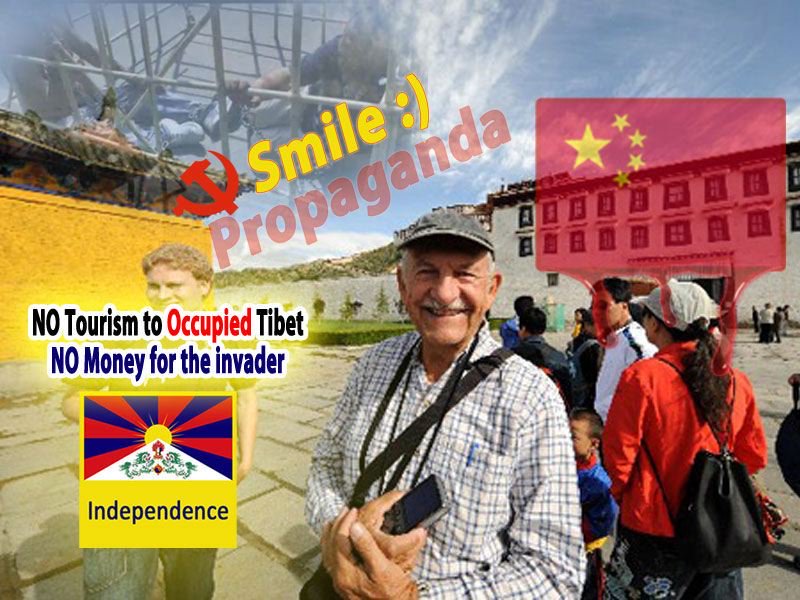 Smile :)
Propaganda
NO Tourism to Occupied Tibet
NO Money for the invader
Independence